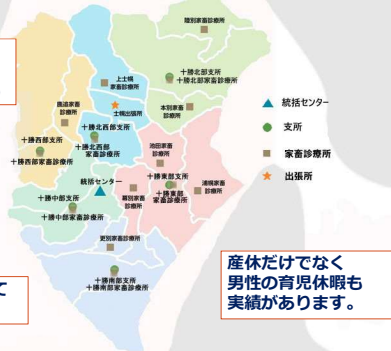 陸別家畜診療所
十勝北部支所
十勝北部家畜診療所
上士幌
家畜診療所
士幌出張所
本別家畜
診療所
鹿追家畜
診療所
十勝北西部支所
十勝北西部
家畜診療所
十勝西部支所
十勝西部家畜診療所
池田家畜
診療所
十勝東部支所
十勝東部
家畜診療所
浦幌家畜
診療所
統括センター
幕別家畜
診療所
十勝中部支所
十勝中部家畜診療所
更別家畜診療所
十勝南部支所
十勝南部家畜診療所
統括センター
支所
家畜診療所
出張所
て
産休だけでなく
男性の育児休暇も
実績があります。